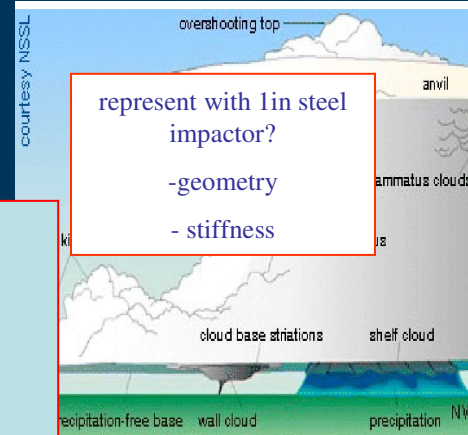 courtesy NSSL
overshooting top
anvil
represent with 1in steel
impactor?
-geometry
- stiffness
ammatus clouds
ki
us
cloud base striations
shelf cloud
recipitation-free base
wall cloud
precipitation